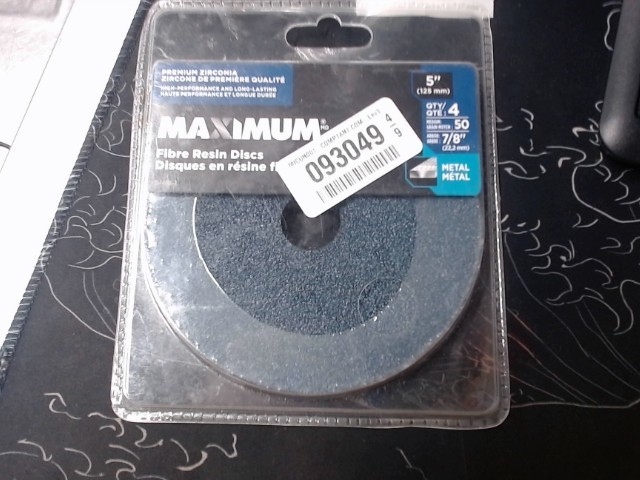 PREMIUM ZIRCONIA
ZIRCONE DE PREMIÈRE QUALITÉ
HIGH-PERFORMANCE AND LONG-LASTING
HAUTE PERFORMANCE ET LONGUE DURÉE
MAXIMUM
Fibre Resin Discs
Disques en résine
5"
(125 mm)
QTY/
QTÉ : 4
50
7/8"
(22,2 mm)
METAL
MÉTAL
093049
4
9